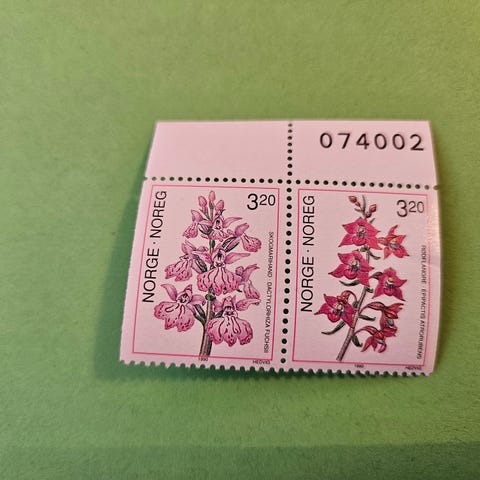 074002
NORGE · NOREG
3 20
SKOGMARIHAND DACTYLORHIZA FUCHSII
1990
HEDVIG
NORGE · NOREG
3 20
RØDFLANGRE EPIPACTIS ATRORUBENS
1990
HEDVIG